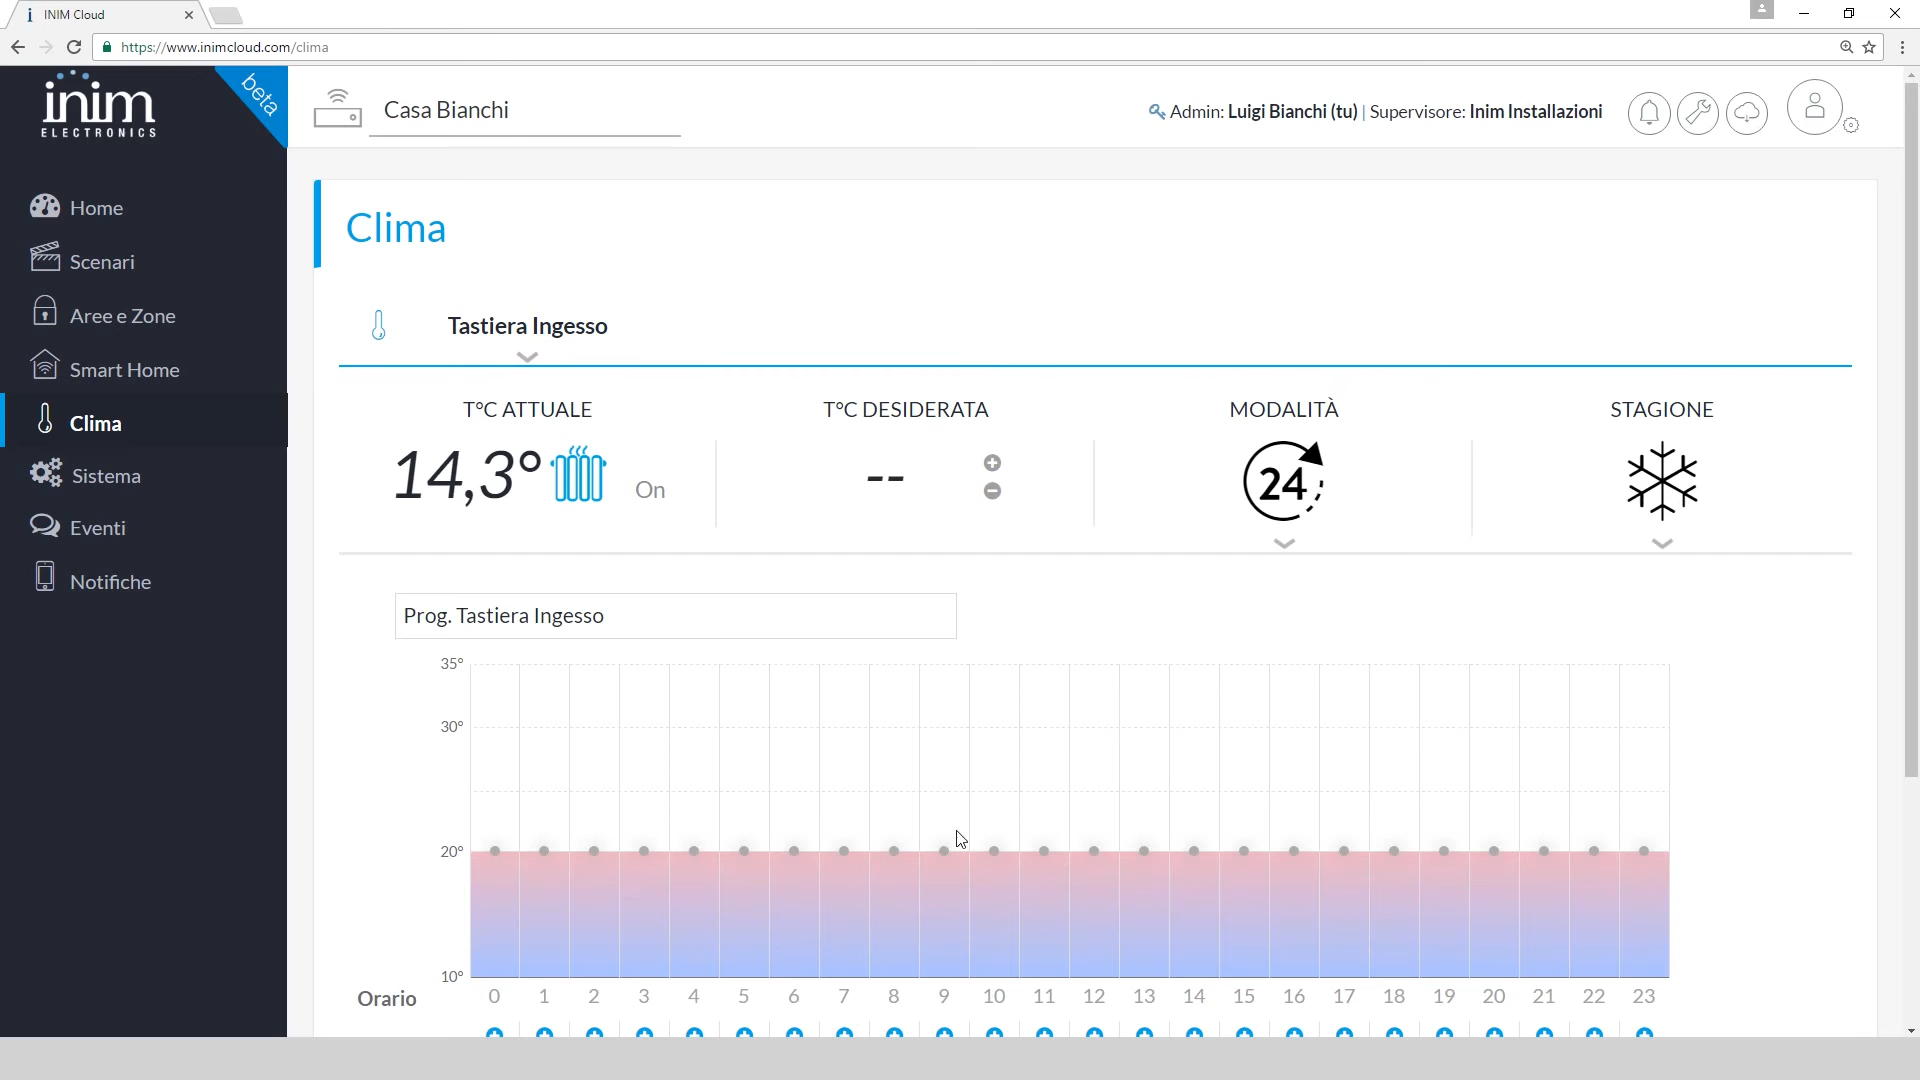 INIM Cloud
https://www.inimcloud.com/clima
inim
ELECTRONICS
beta
Casa Bianchi
Admin: Luigi Bianchi (tu) | Supervisore: Inim Installazioni
Home
Scenari
Aree e Zone
Smart Home
Clima
Sistema
Eventi
Notifiche
Clima
Tastiera Ingesso
T°C ATTUALE
T°C DESIDERATA
MODALITÀ
STAGIONE
14,3°
On
--
24
Prog. Tastiera Ingesso
35°
30°
20°
10°
Orario
0 1 2 3 4 5 6 7 8 9 10 11 12 13 14 15 16 17 18 19 20 21 22 23